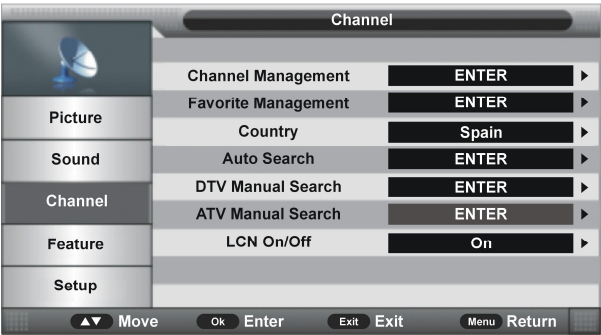 Channel
Channel Management ENTER
Favorite Management ENTER
Country Spain
Auto Search ENTER
DTV Manual Search ENTER
ATV Manual Search ENTER
LCN On/Off On
Picture
Sound
Channel
Feature
Setup
▲▼ Move Ok Enter Exit Exit Menu Return